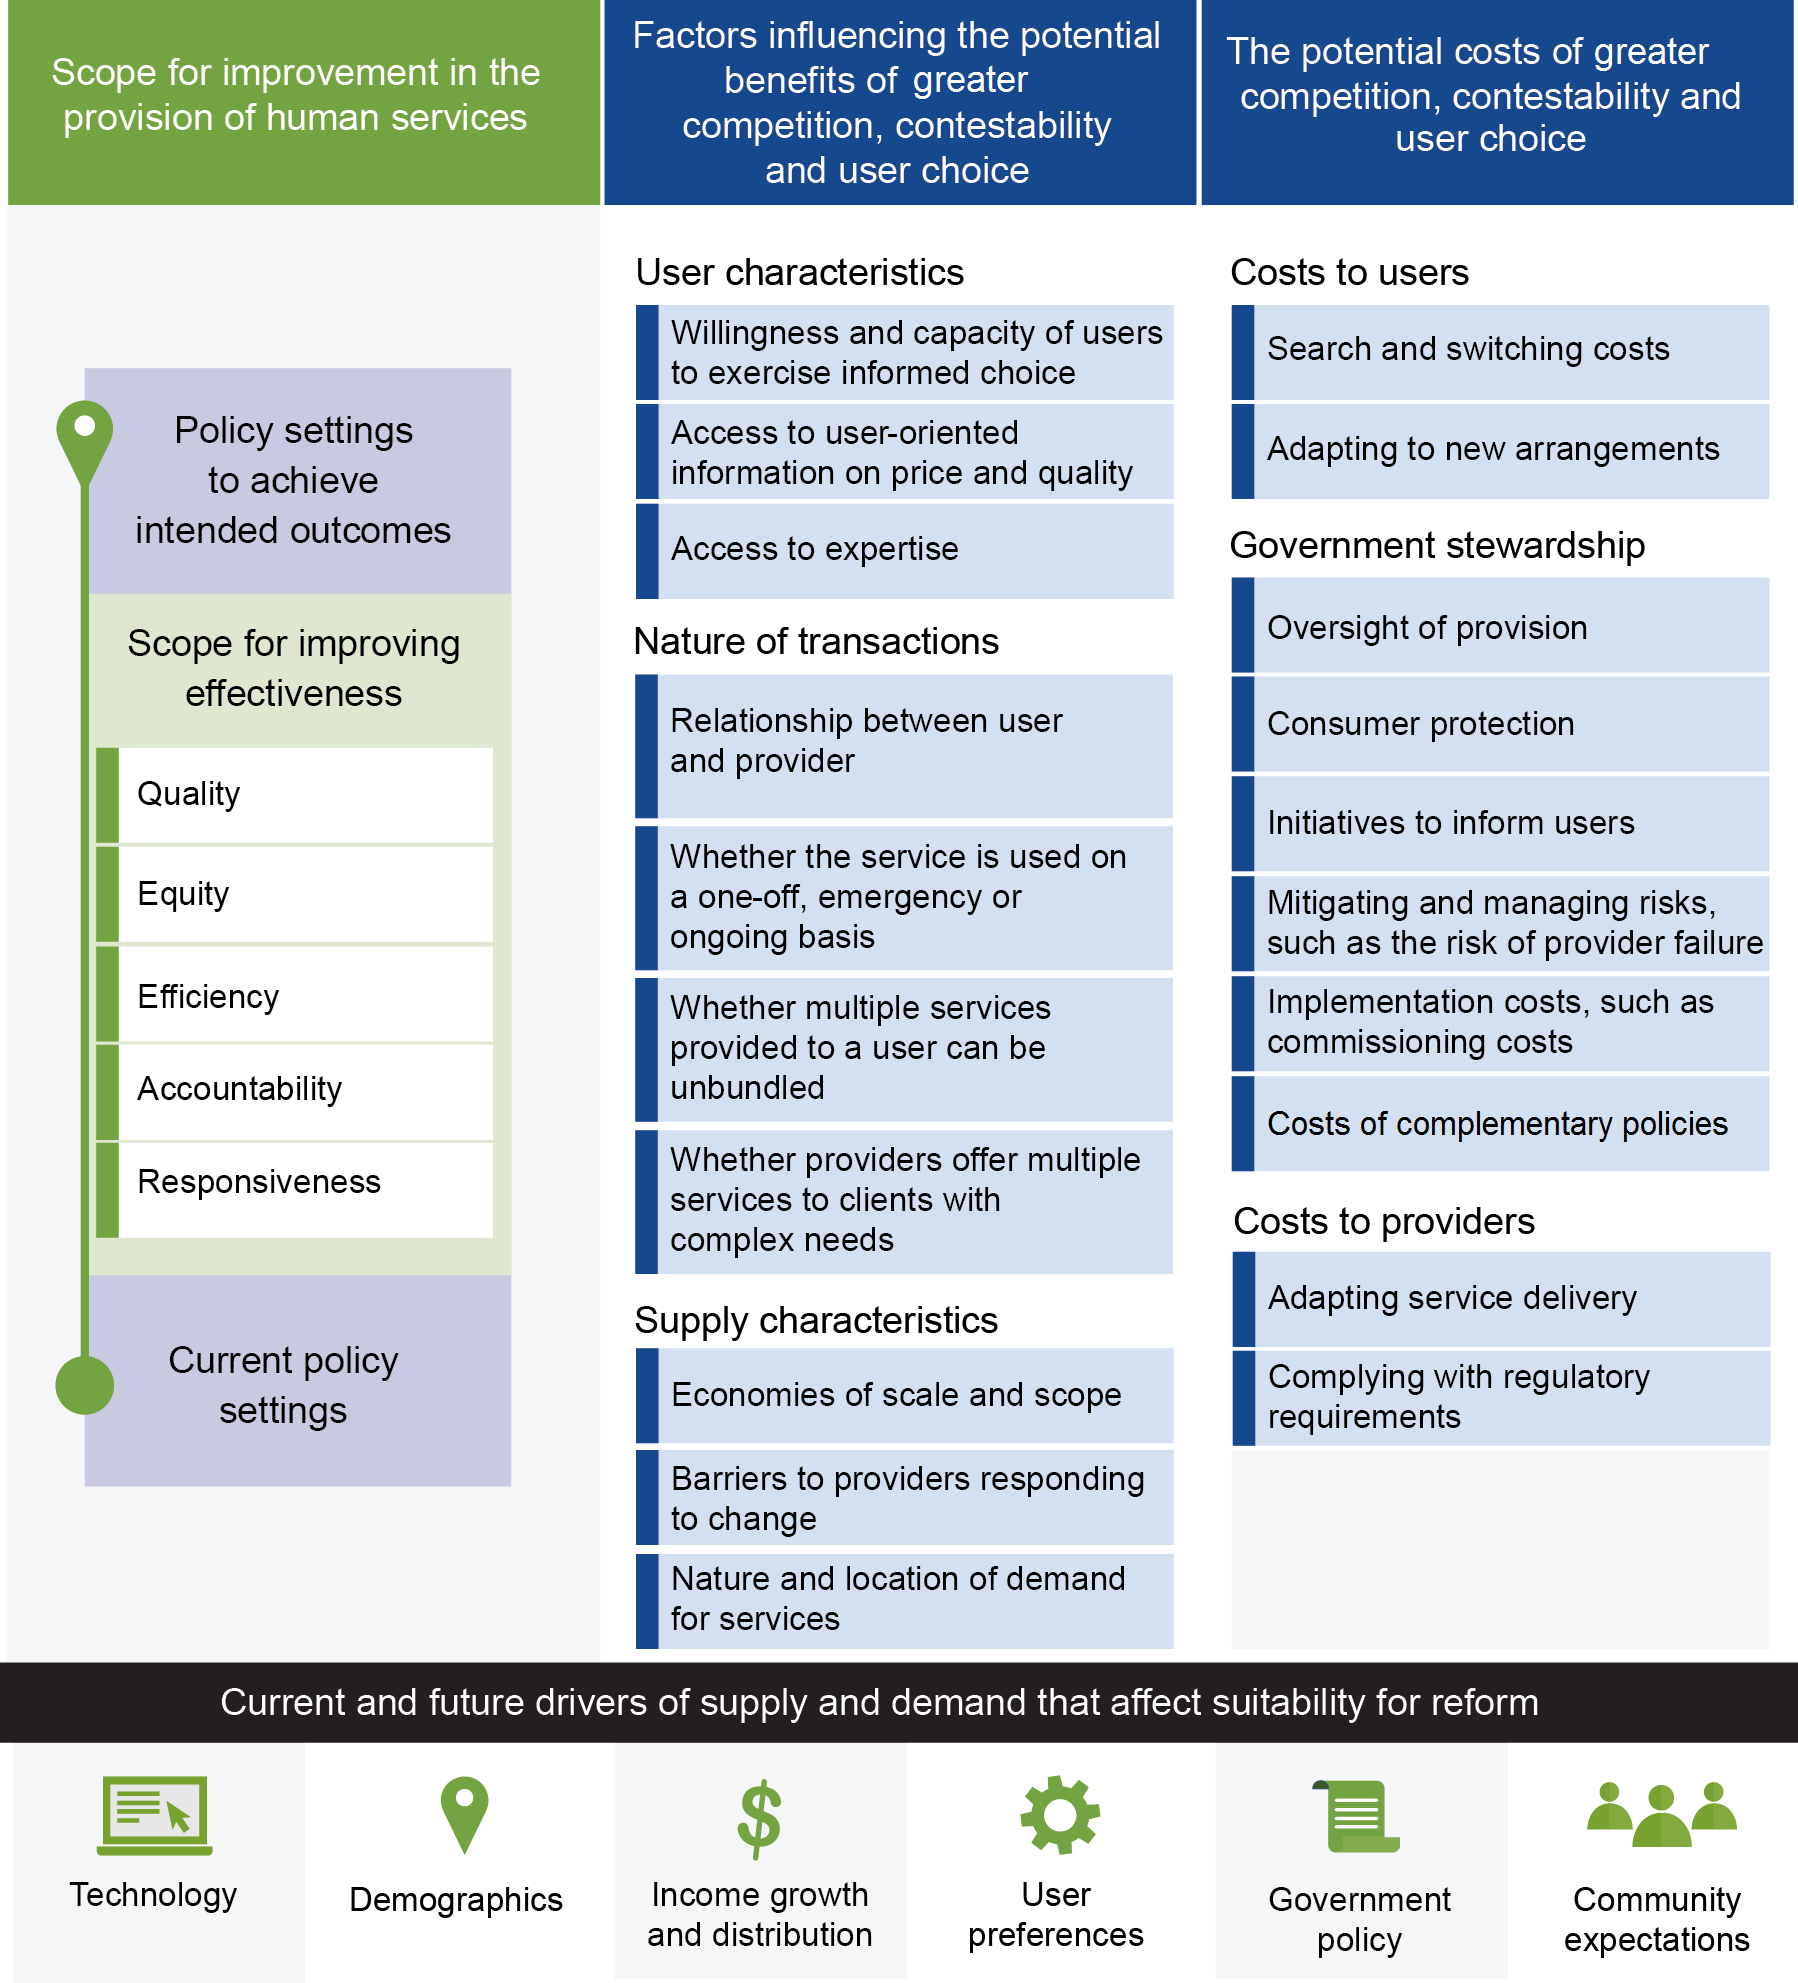 Scope for improvement in the
provision of human services
Factors influencing the potential
benefits of greater
competition, contestability
and user choice
The potential costs of greater
competition, contestability and
user choice
Policy settings
to achieve
intended outcomes
Scope for improving
effectiveness
Quality
Equity
Efficiency
Accountability
Responsiveness
Current policy
settings
User characteristics
Willingness and capacity of users
to exercise informed choice
Access to user-oriented
information on price and quality
Access to expertise
Nature of transactions
Relationship between user
and provider
Whether the service is used on
a one-off, emergency or
ongoing basis
Whether multiple services
provided to a user can be
unbundled
Whether providers offer multiple
services to clients with
complex needs
Supply characteristics
Economies of scale and scope
Barriers to providers responding
to change
Nature and location of demand
for services
Costs to users
Search and switching costs
Adapting to new arrangements
Government stewardship
Oversight of provision
Consumer protection
Initiatives to inform users
Mitigating and managing risks,
such as the risk of provider failure
Implementation costs, such as
commissioning costs
Costs of complementary policies
Costs to providers
Adapting service delivery
Complying with regulatory
requirements
Current and future drivers of supply and demand that affect suitability for reform
Technology
Demographics
$
Income growth
and distribution
User
preferences
Government
policy
Community
expectations